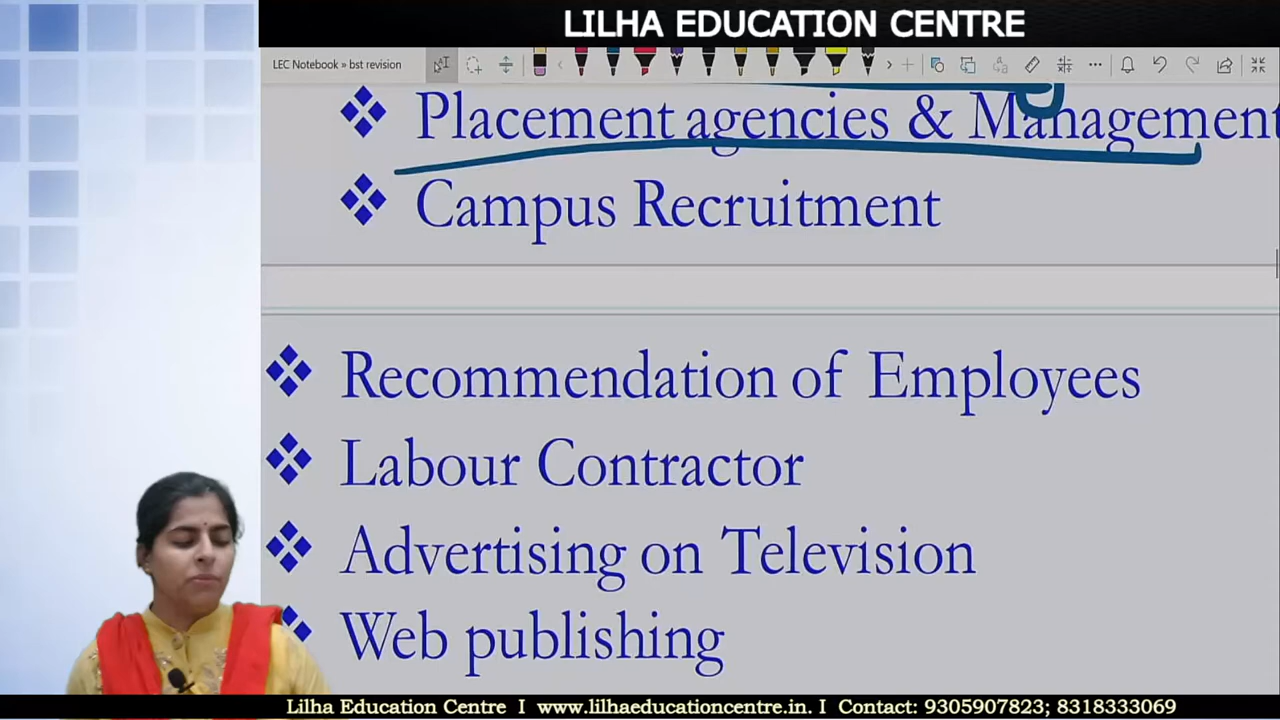 LILHA EDUCATION CENTRE
LEC Notebook » bst revision
Placement agencies & Management
Campus Recruitment
Recommendation of Employees
Labour Contractor
Advertising on Television
Web publishing
Lilha Education Centre I www.lilhaeducationcentre.in. I Contact: 9305907823; 8318333069